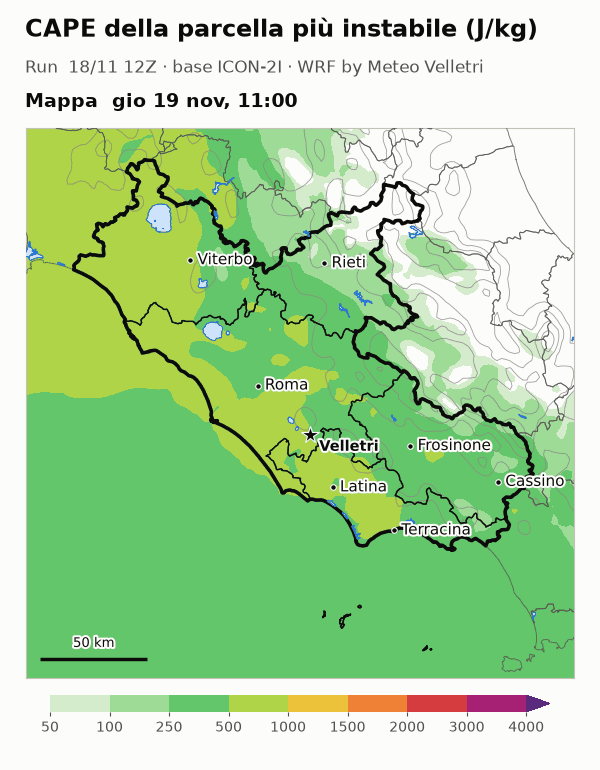 CAPE della parcella più instabile (J/kg)
Run 18/11 12Z · base ICON-2I · WRF by Meteo Velletri
Mappa gio 19 nov, 11:00
Viterbo
Rieti
Roma
Velletri
Frosinone
Latina
Cassino
Terracina
50 km
50 100 250 500 1000 1500 2000 3000 4000